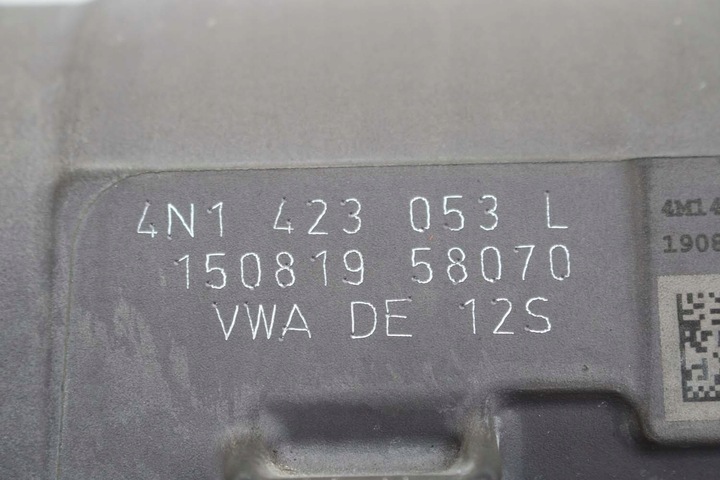 4N1 423 053 L
150819 58070
VWA DE 12S
4M14
1908